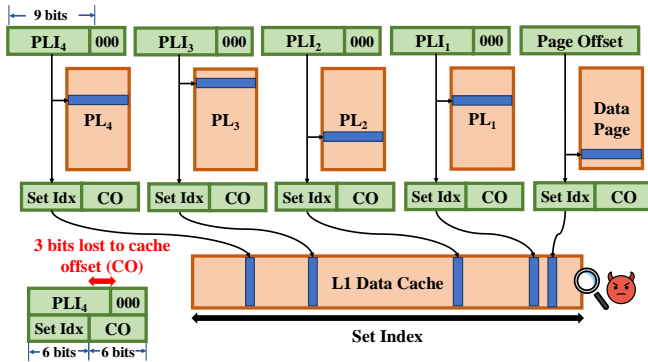 9 bits
PLI4 000 PLI3 000 PLI2 000 PLI1 000 Page Offset
PL4 PL3 PL2 PL1 Data
Page
Set Idx CO Set Idx CO Set Idx CO Set Idx CO Set Idx CO
3 bits lost to cache
offset (CO)
L1 Data Cache
PLI4 000
Set Idx CO
Set Index
6 bits 6 bits